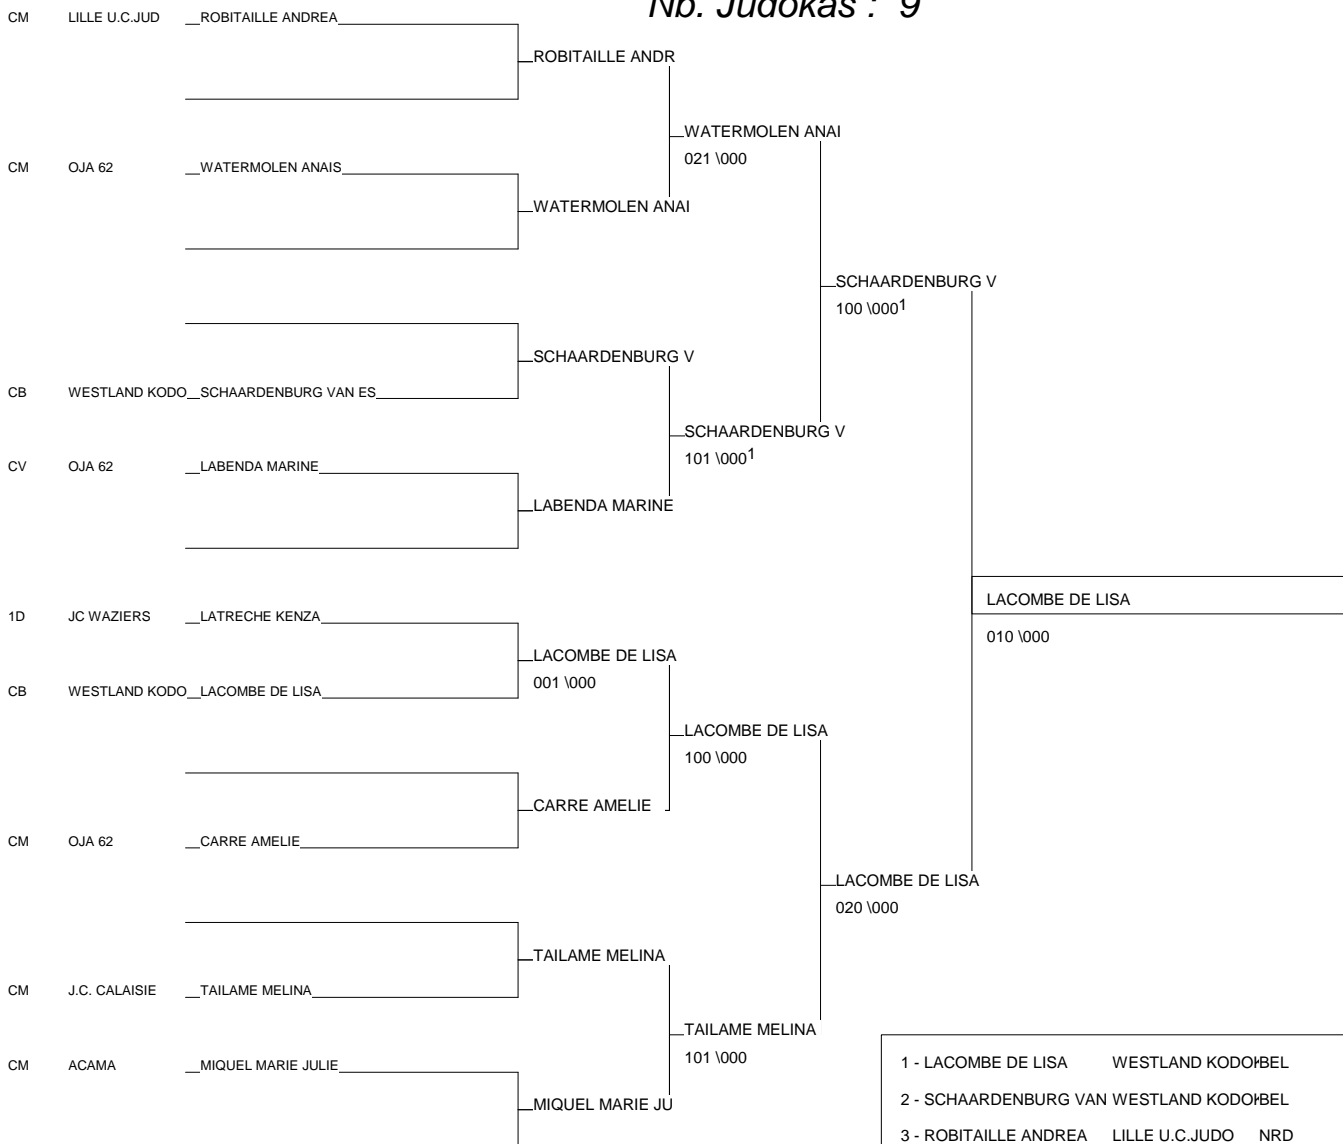 Nb. Judokas : 9
CM LILLE U.C.JUD ROBITAILLE ANDREA
ROBITAILLE ANDR
WATERMOLEN ANAI
021 \000
CM OJA 62 WATERMOLEN ANAIS
WATERMOLEN ANAI
SCHAARDENBURG V
100 \000 1
SCHAARDENBURG V
CB WESTLAND KODO SCHAARDENBURG VAN ES
SCHAARDENBURG V
101 \000 1
CV OJA 62 LABENDA MARINE
LABENDA MARINE
LACOMBE DE LISA
010 \000
1D JC WAZIERS LATRECHE KENZA
LACOMBE DE LISA
001 \000
CB WESTLAND KODO LACOMBE DE LISA
LACOMBE DE LISA
100 \000
CARRE AMELIE
CM OJA 62 CARRE AMELIE
LACOMBE DE LISA
020 \000
TAILAME MELINA
CM J.C. CALAISIE TAILAME MELINA
TAILAME MELINA
101 \000
CM ACAMA MIQUEL MARIE JULIE
MIQUEL MARIE JU
1 - LACOMBE DE LISA WESTLAND KODO BEL
2 - SCHAARDENBURG VAN WESTLAND KODO BEL
3 - ROBITAILLE ANDREA LILLE U.C.JUDO NRD